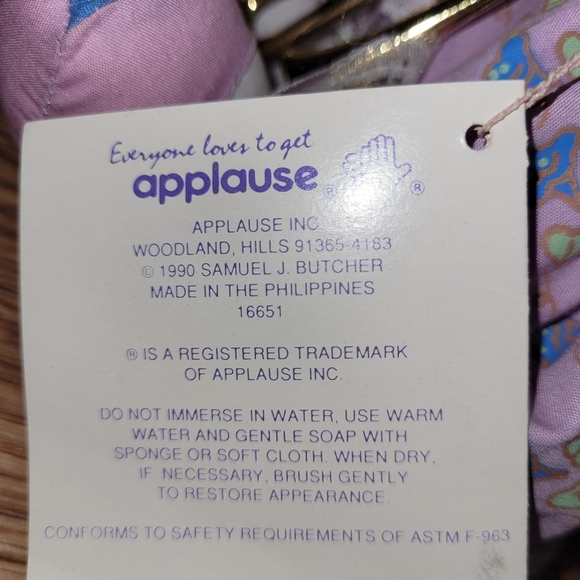 Everyone loves to get
applause ® ®
APPLAUSE INC.
WOODLAND, HILLS 91365-4183
© 1990 SAMUEL J. BUTCHER
MADE IN THE PHILIPPINES
16651
® IS A REGISTERED TRADEMARK
OF APPLAUSE INC.
DO NOT IMMERSE IN WATER, USE WARM
WATER AND GENTLE SOAP WITH
SPONGE OR SOFT CLOTH. WHEN DRY,
IF NECESSARY, BRUSH GENTLY
TO RESTORE APPEARANCE.
CONFORMS TO SAFETY REQUIREMENTS OF ASTM F-963